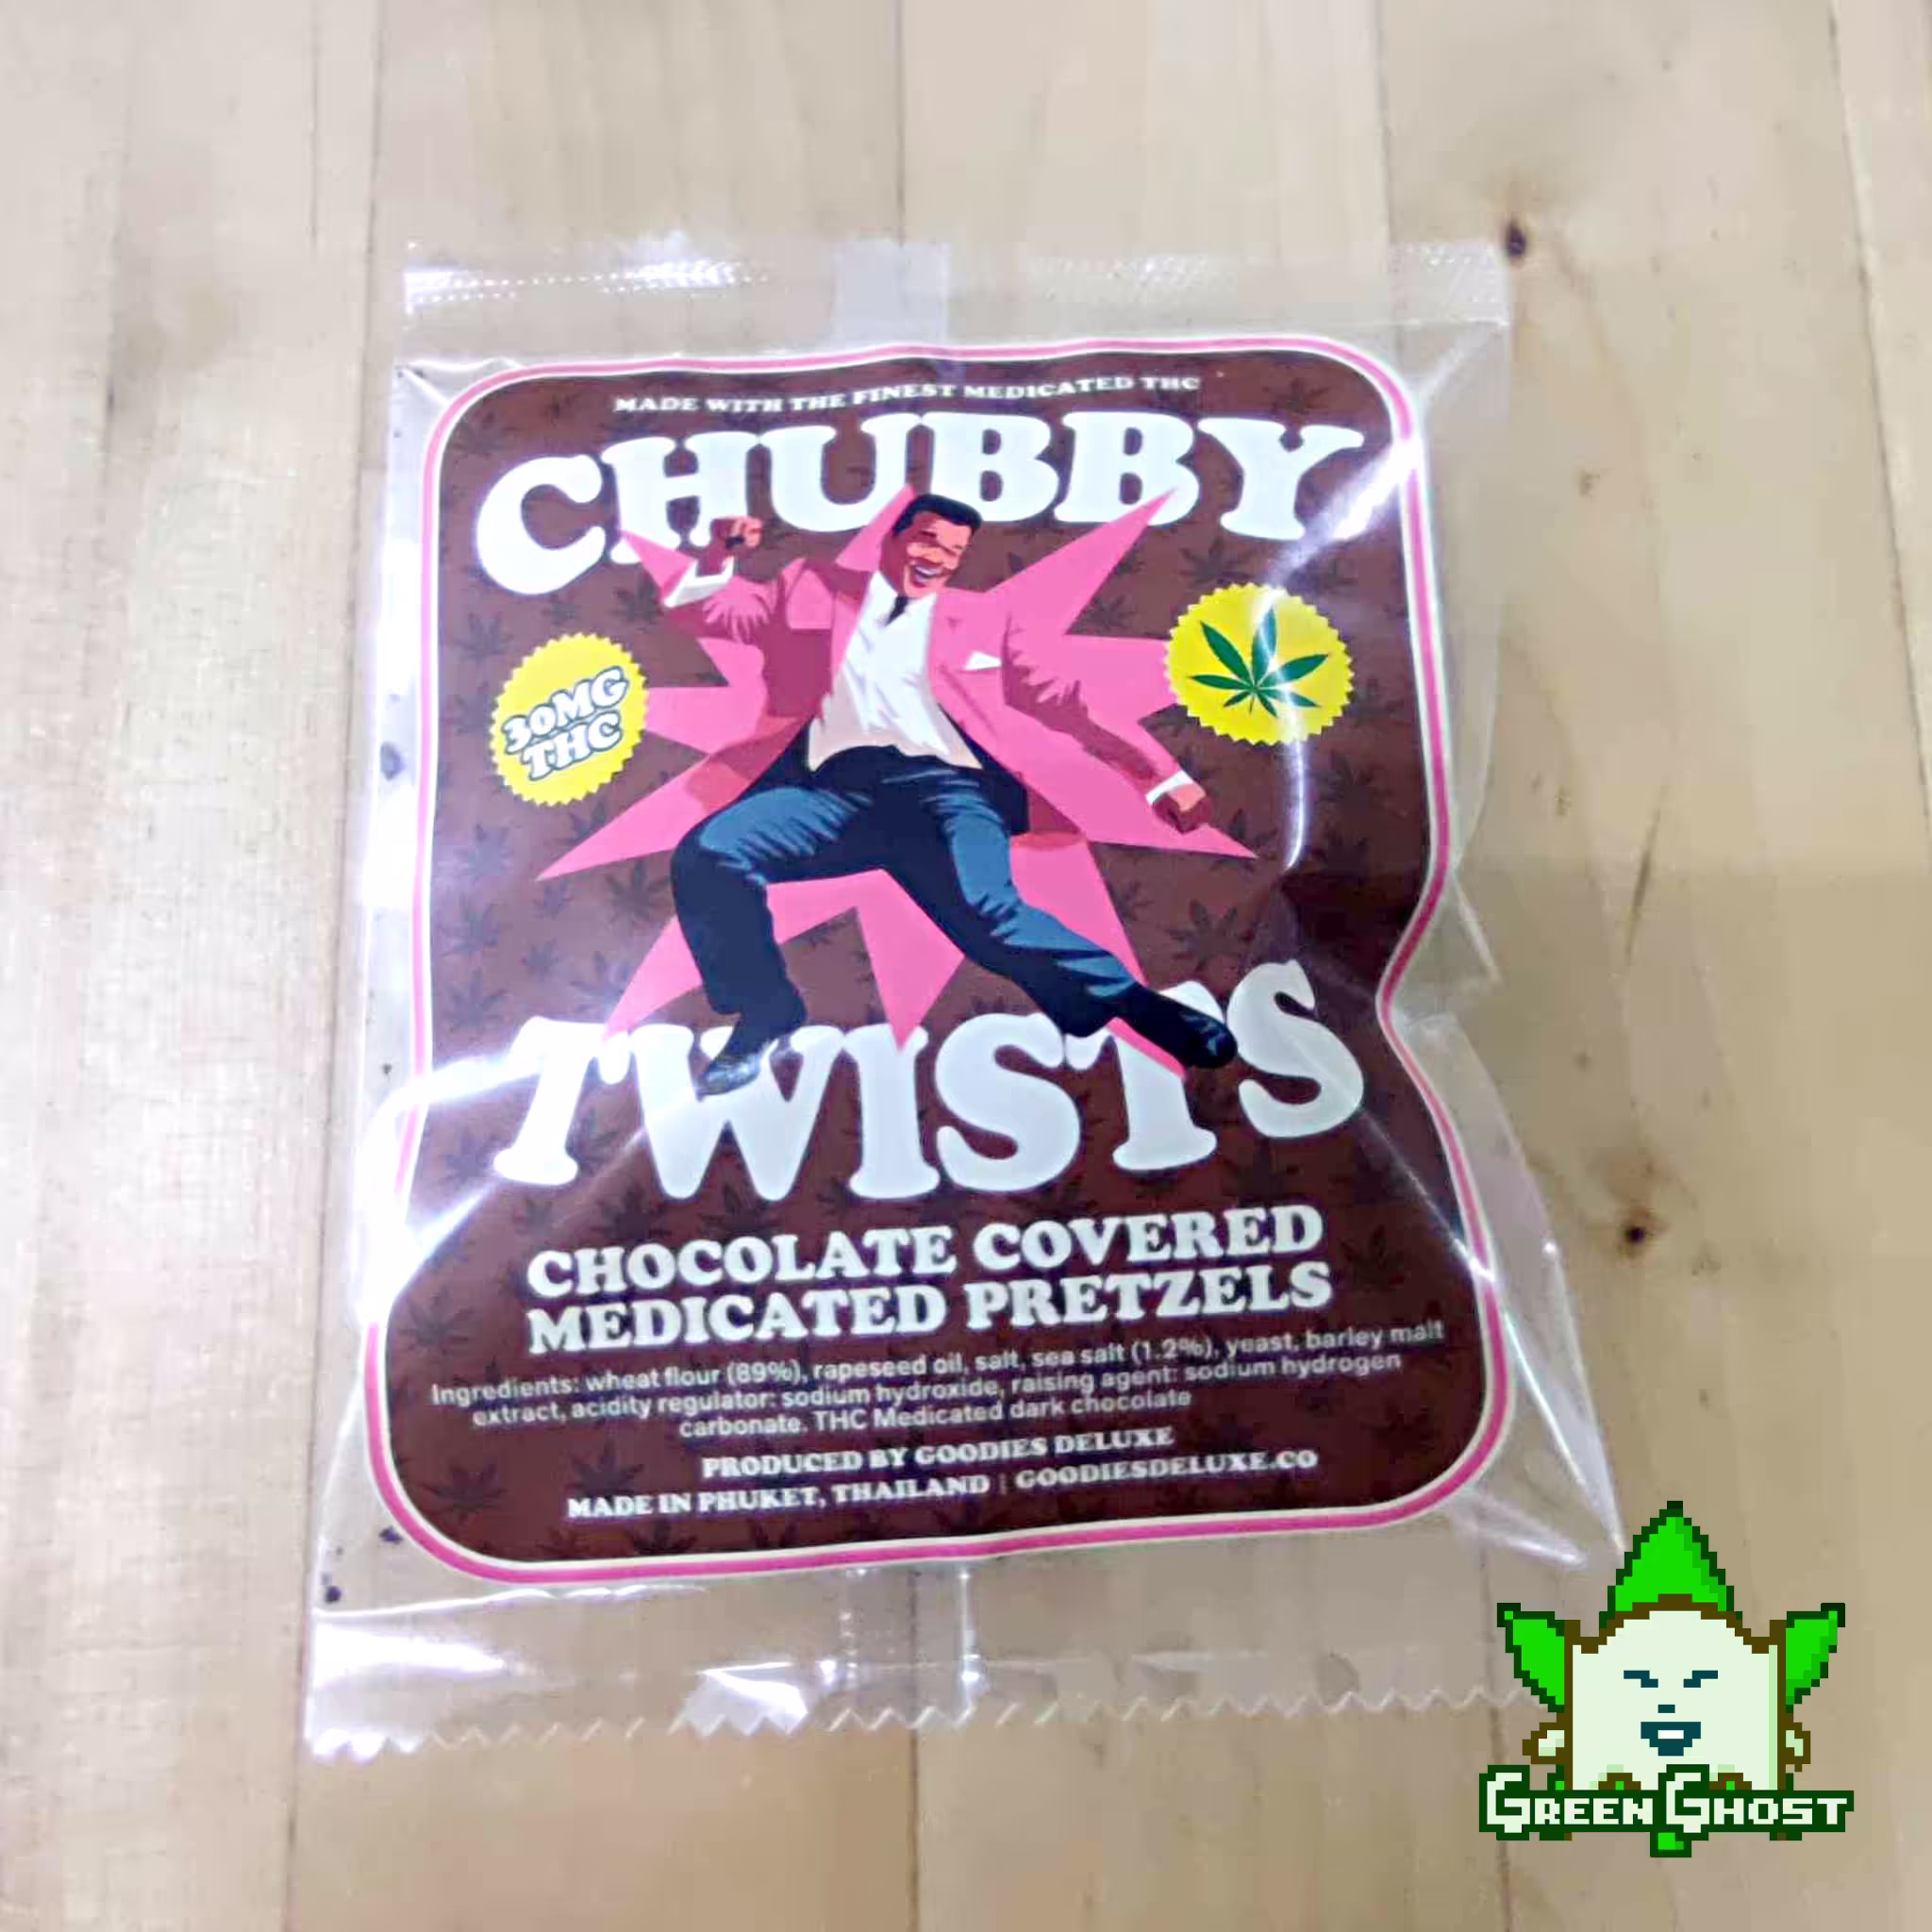 MADE WITH THE FINEST MEDICATED THC
CHUBBY
30MG
THC
TWISTS
CHOCOLATE COVERED
MEDICATED PRETZELS
Ingredients: wheat flour (89%), rapeseed oil, salt, sea salt (1.2%), yeast, barley malt
extract, acidity regulator: sodium hydroxide, raising agent: sodium hydrogen
carbonate. THC Medicated dark chocolate
PRODUCED BY GOODIES DELUXE
MADE IN PHUKET, THAILAND | GOODIESDELUXE.CO
GREEN GHOST